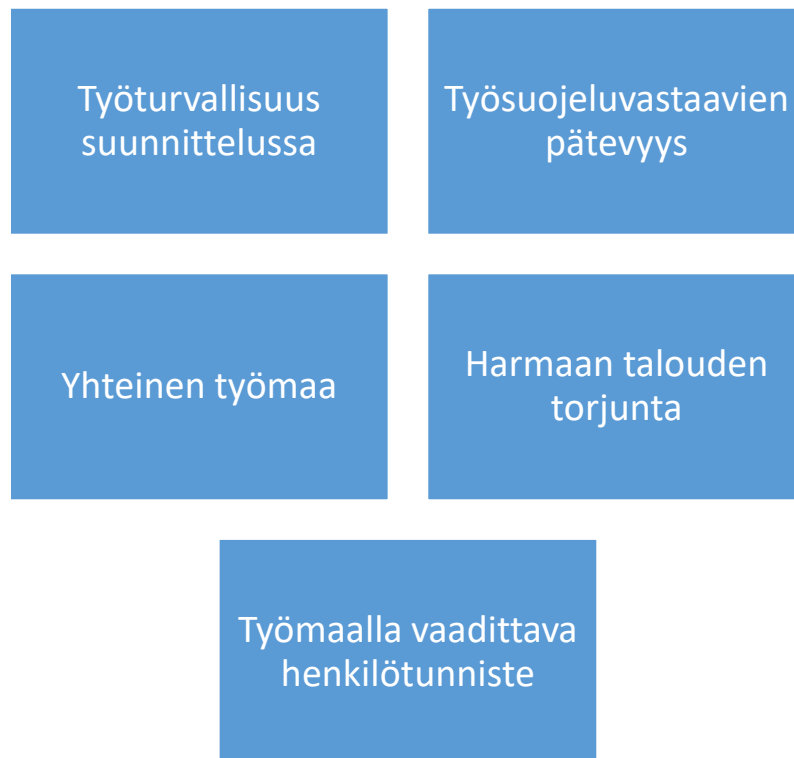 Työturvallisuus
suunnittelussa
Työsuojeluvastaavien
pätevyys
Yhteinen työmaa
Harmaan talouden
torjunta
Työmaalla vaadittava
henkilötunniste